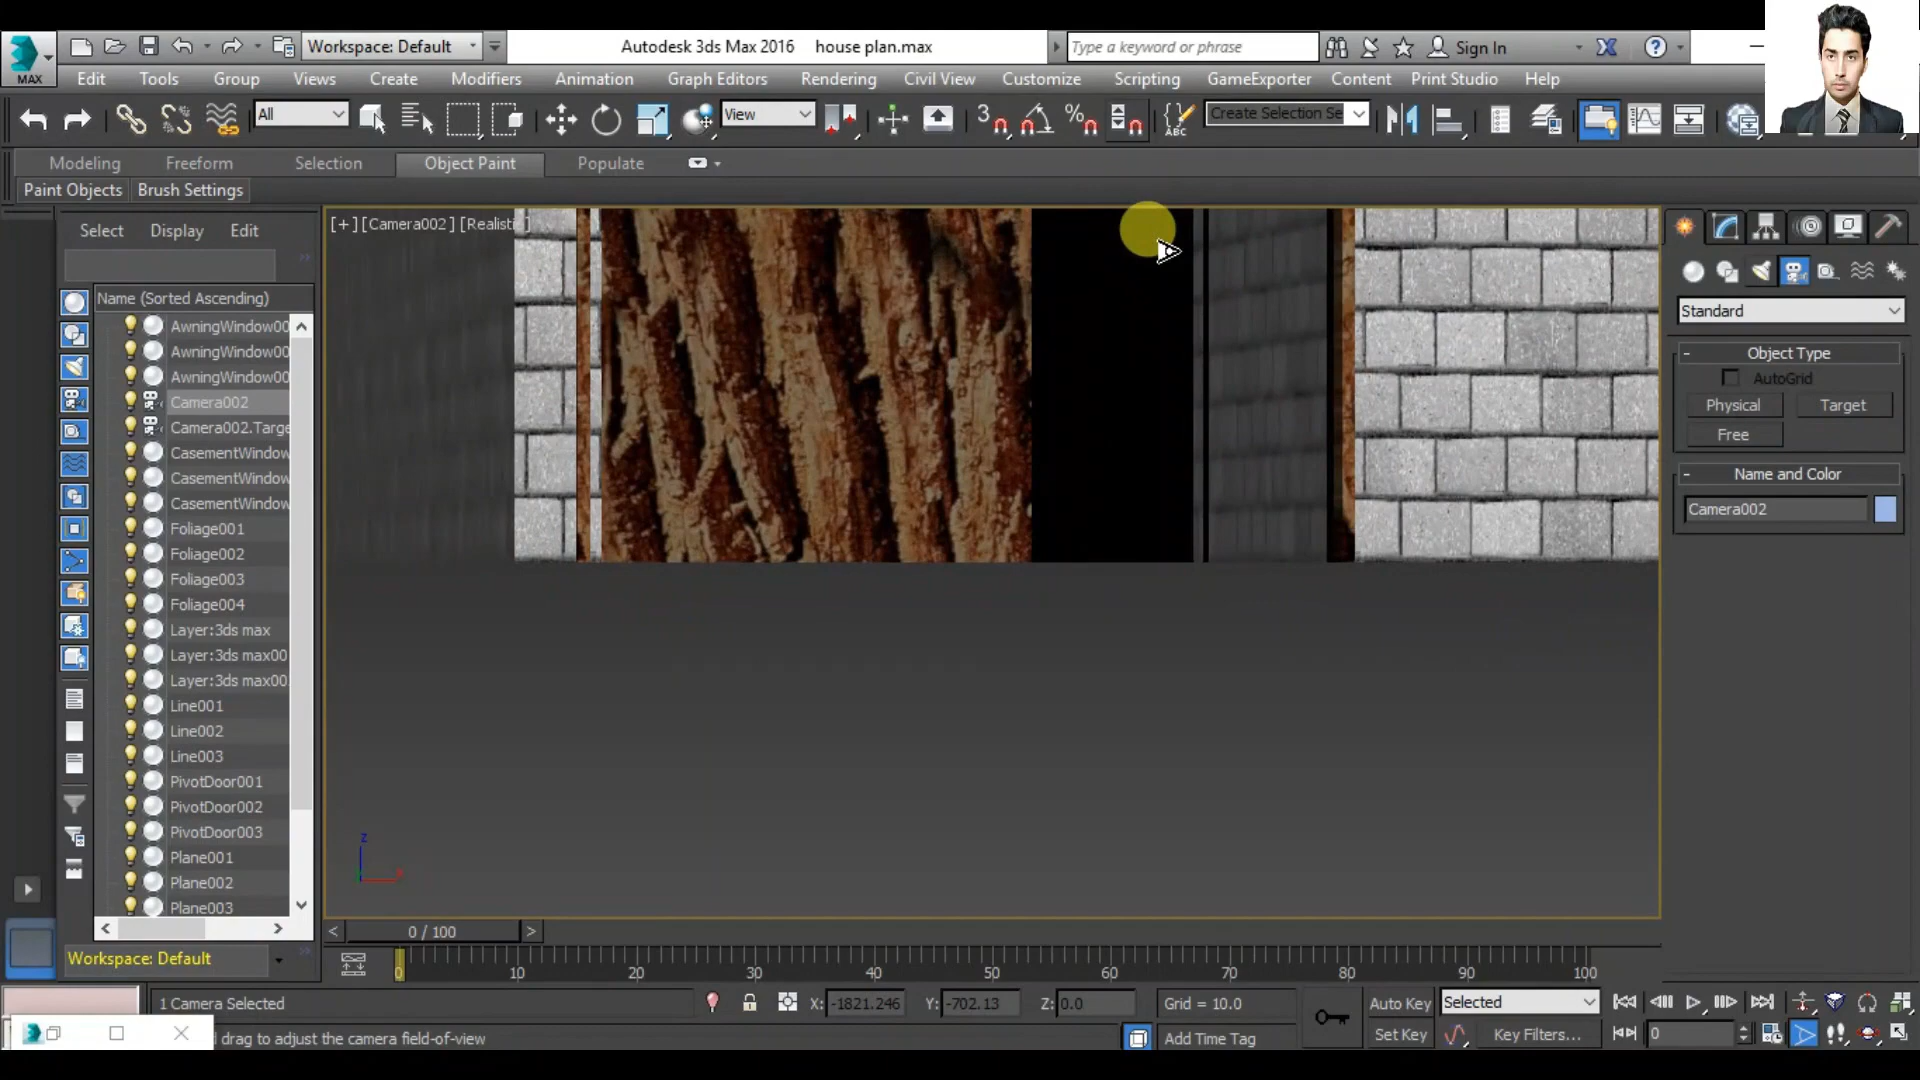 Workspace: Default
Autodesk 3ds Max 2016 house plan.max
Type a keyword or phrase
Sign In
MAX
Edit Tools Group Views Create Modifiers Animation Graph Editors Rendering Civil View Customize Scripting GameExporter Content Print Studio Help
All
View
3
%
ABC
Create Selection Se
Modeling Freeform Selection Object Paint Populate
Paint Objects Brush Settings
Select Display Edit
[+] [Camera002] [Realisti
Name (Sorted Ascending)
AwningWindow00
AwningWindow00
AwningWindow00
Camera002
Camera002.Targe
CasementWindow
CasementWindow
CasementWindow
Foliage001
Foliage002
Foliage003
Foliage004
Layer:3ds max
Layer:3ds max00
Layer:3ds max00
Line001
Line002
Line003
PivotDoor001
PivotDoor002
PivotDoor003
Plane001
Plane002
Plane003
Workspace: Default
z
x
Standard
- Object Type
AutoGrid
Physical Target
Free
- Name and Color
Camera002
< 0 / 100 >
0 10 20 30 40 50 60 70 80 90 100
1 Camera Selected
X: -1821.246 Y: -702.13 Z: 0.0
Grid = 10.0
Auto Key Selected
drag to adjust the camera field-of-view
Add Time Tag
Set Key Key Filters...
0